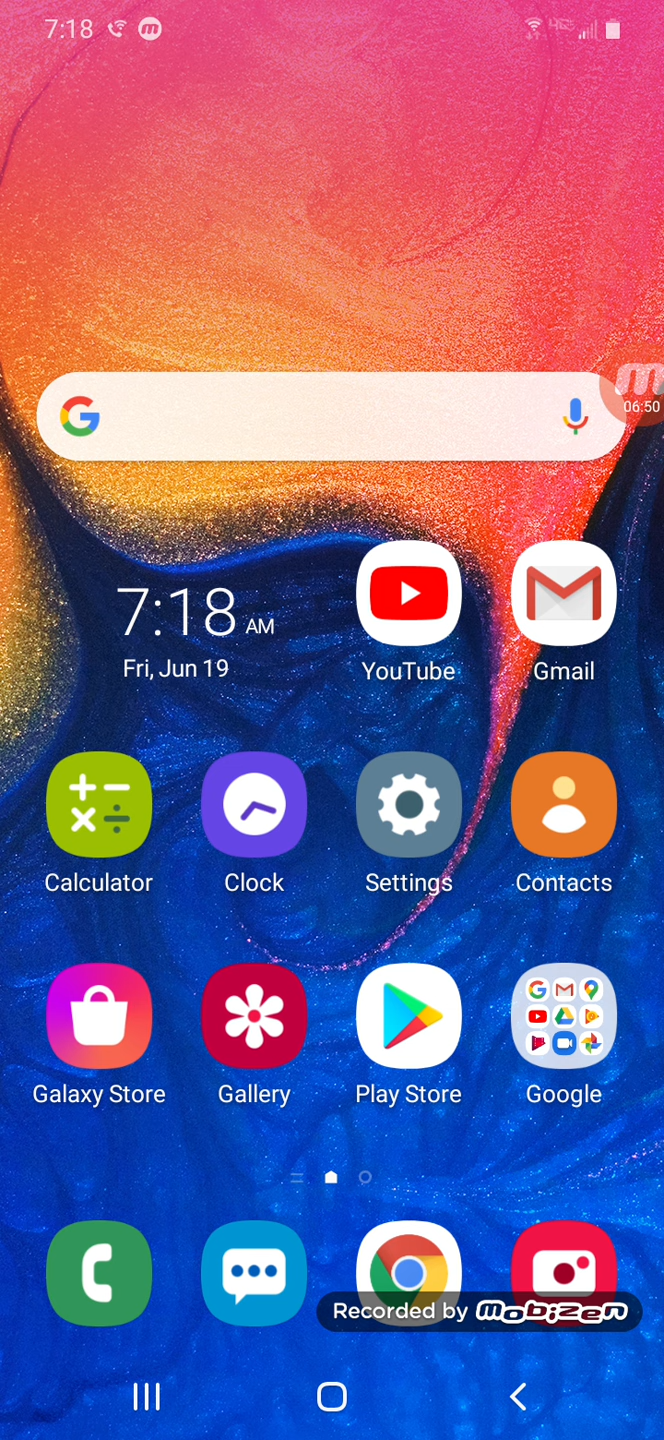 7:18
06:50
7:18 AM
Fri, Jun 19
YouTube
Gmail
Calculator
Clock
Settings
Contacts
Galaxy Store
Gallery
Play Store
Google
Recorded by mobizen